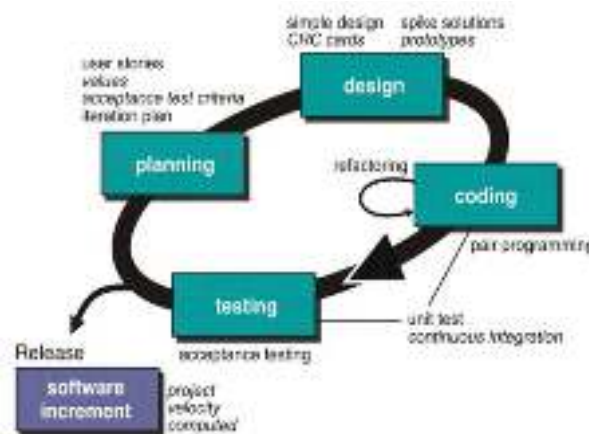 simple design
CRC cards
spike solutions
prototypes
user stories
values
acceptance test criteria
iteration plan
design
planning
refactoring
coding
pair programming
testing
unit test
continuous integration
acceptance testing
Release
software
increment
project
velocity
computed